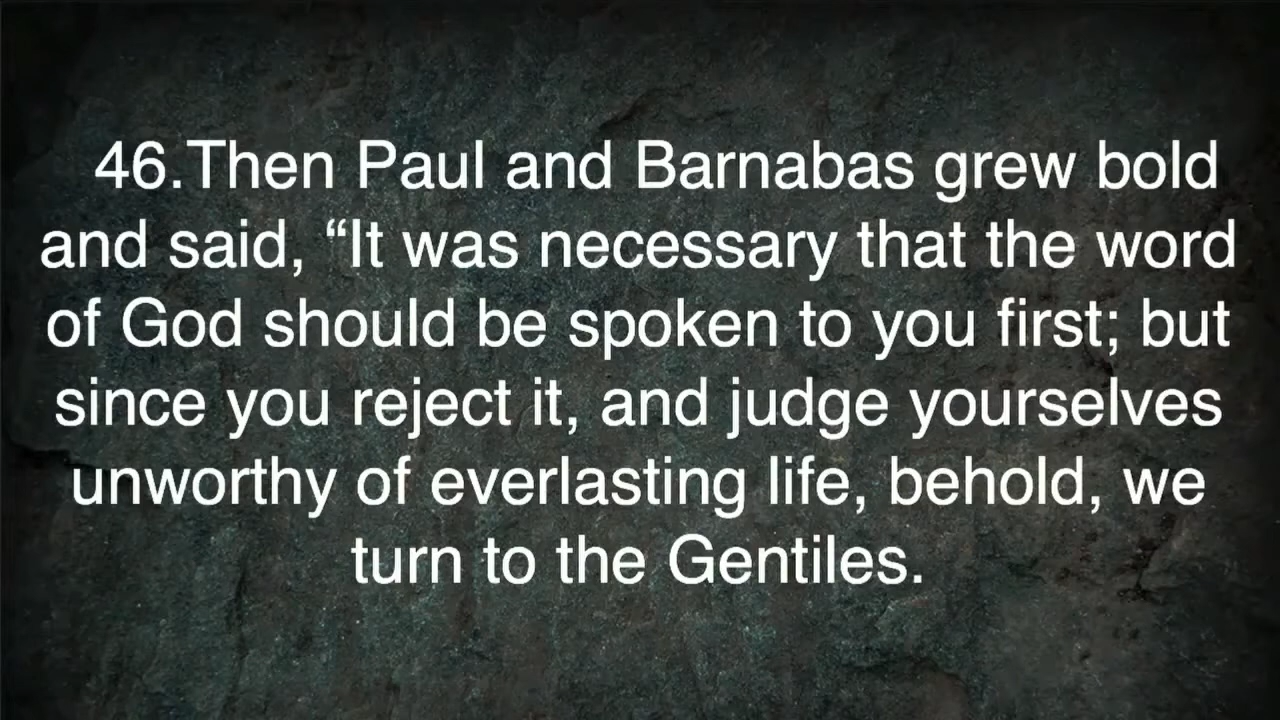 46.Then Paul and Barnabas grew bold
and said, “It was necessary that the word
of God should be spoken to you first; but
since you reject it, and judge yourselves
unworthy of everlasting life, behold, we
turn to the Gentiles.